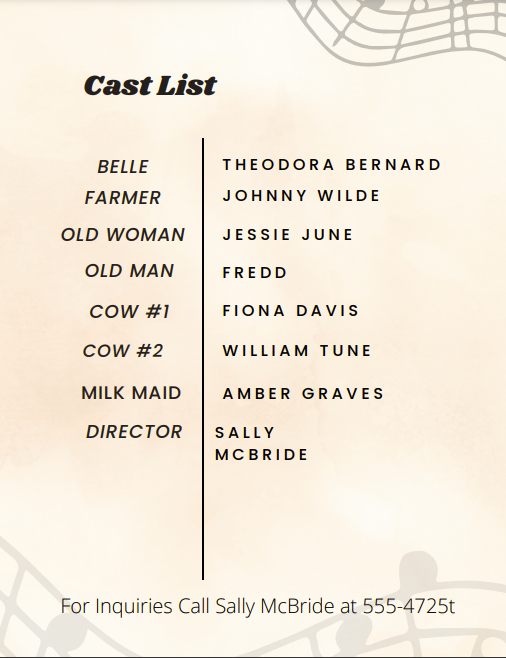 Cast List
BELLE THEODORA BERNARD
FARMER JOHNNY WILDE
OLD WOMAN JESSIE JUNE
OLD MAN FREDD
COW #1 FIONA DAVIS
COW #2 WILLIAM TUNE
MILK MAID AMBER GRAVES
DIRECTOR SALLY
MCBRIDE
For Inquiries Call Sally McBride at 555-4725t